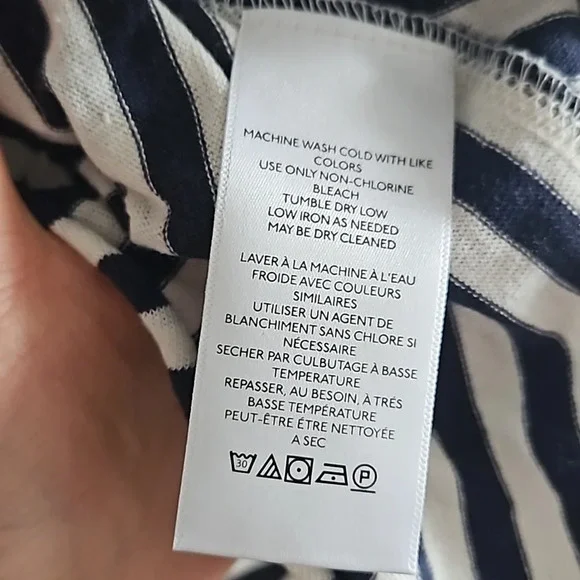 MACHINE WASH COLD WITH LIKE
COLORS
USE ONLY NON-CHLORINE
BLEACH
TUMBLE DRY LOW
LOW IRON AS NEEDED
MAY BE DRY CLEANED
LAVER À LA MACHINE À L'EAU
FROIDE AVEC COULEURS
SIMILAIRES
UTILISER UN AGENT DE
BLANCHIMENT SANS CHLORE SI
NÉCESSAIRE
SECHER PAR CULBUTAGE À BASSE
TEMPERATURE
REPASSER, AU BESOIN, À TRÉS
BASSE TEMPÉRATURE
PEUT-ÊTRE ÉTRE NETTOYÉE
A SEC
30 P